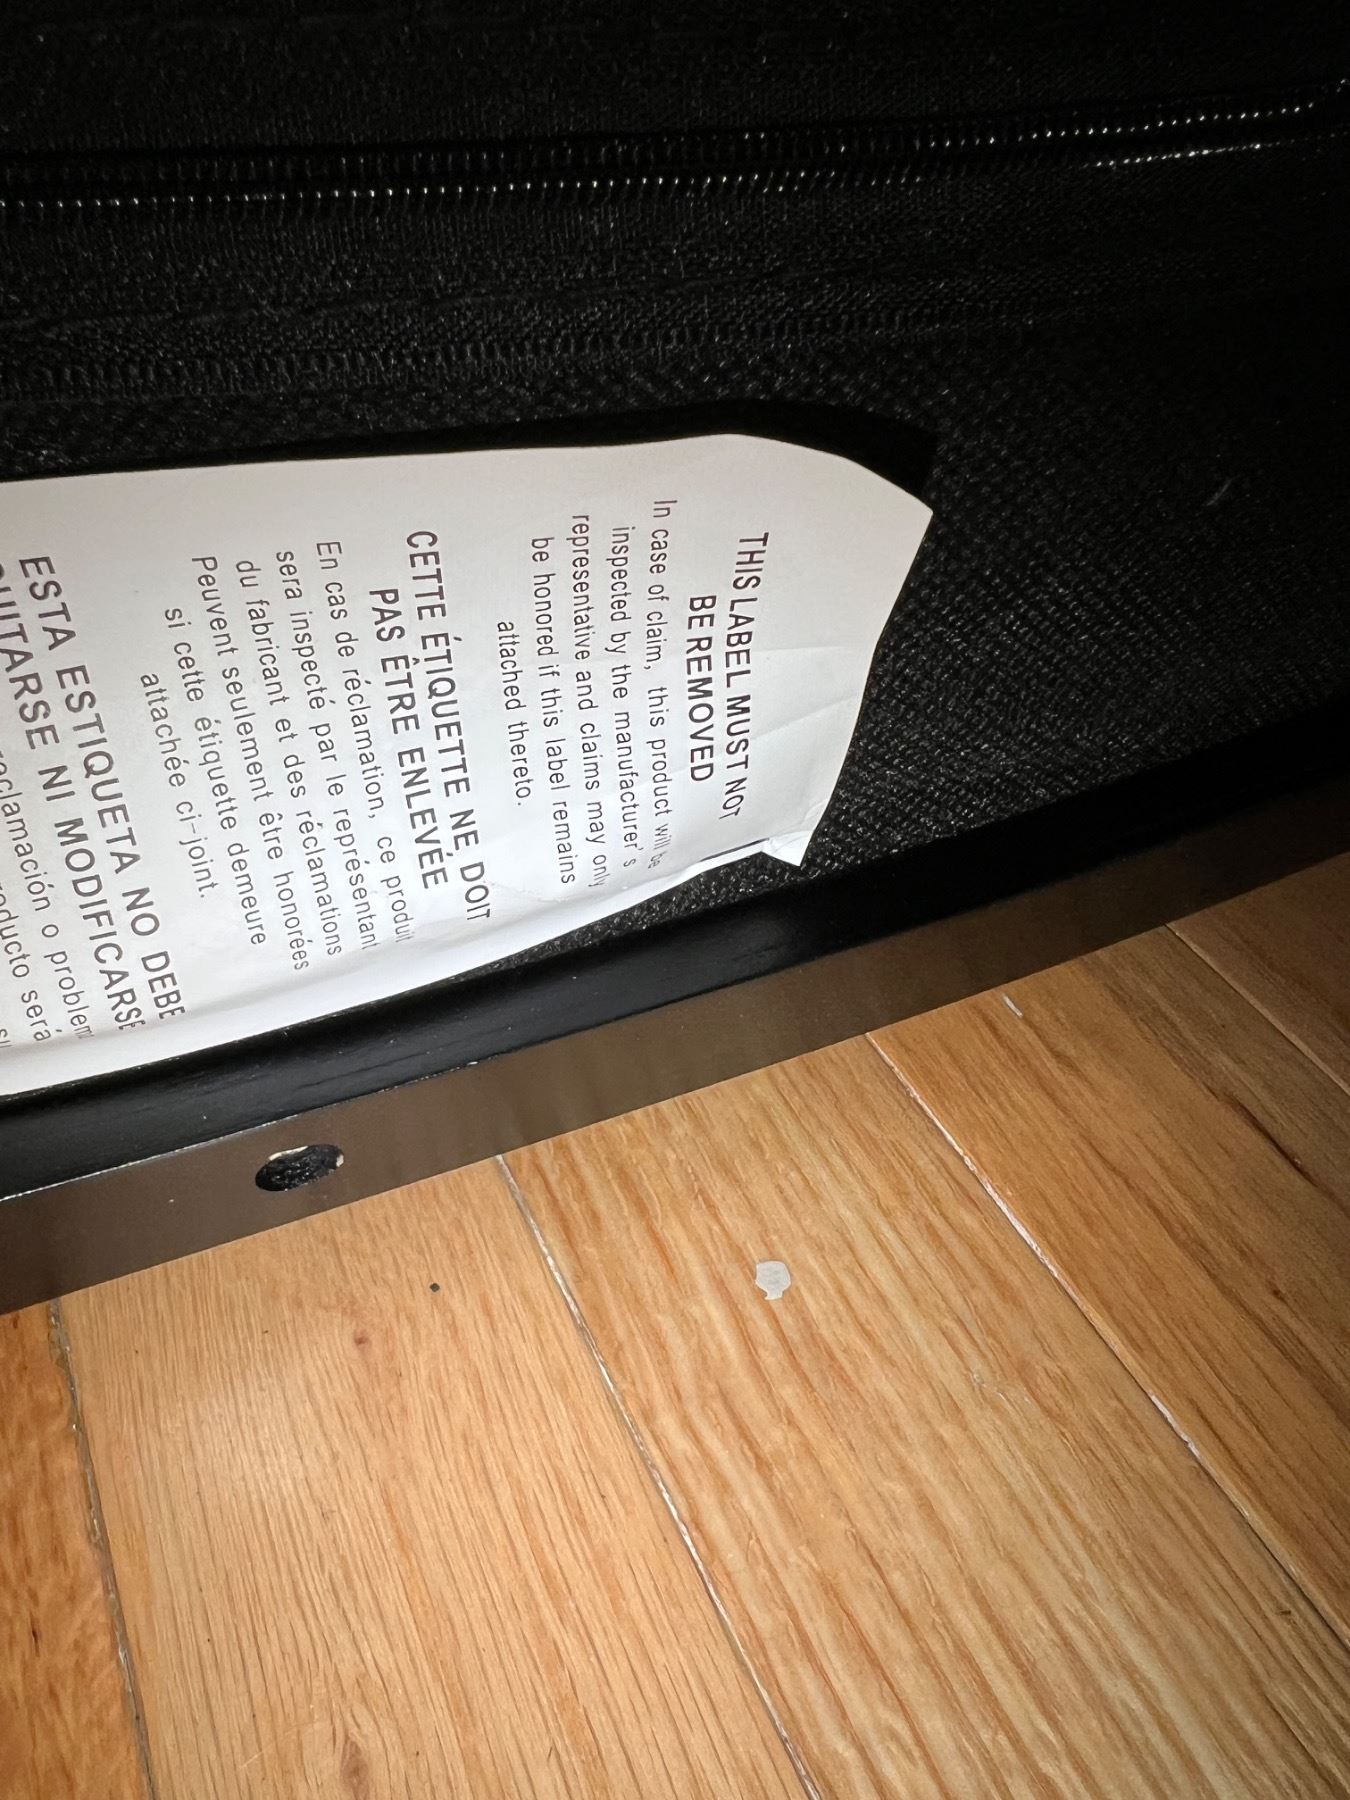 THIS LABEL MUST NOT
BE REMOVED
In case of claim, this product will be
inspected by the manufacturer's
representative and claims may only
be honored if this label remains
attached thereto.
CETTE ÉTIQUETTE NE DOIT
PAS ÊTRE ENLEVÉE
En cas de réclamation, ce produit
sera inspecté par le représentant
du fabricant et des réclamations
Peuvent seulement être honorées
si cette étiquette demeure
attachée ci-joint.
ESTA ESTIQUETA NO DEBE
QUITARSE NI MODIFICARSE
reclamación o problem
producto será